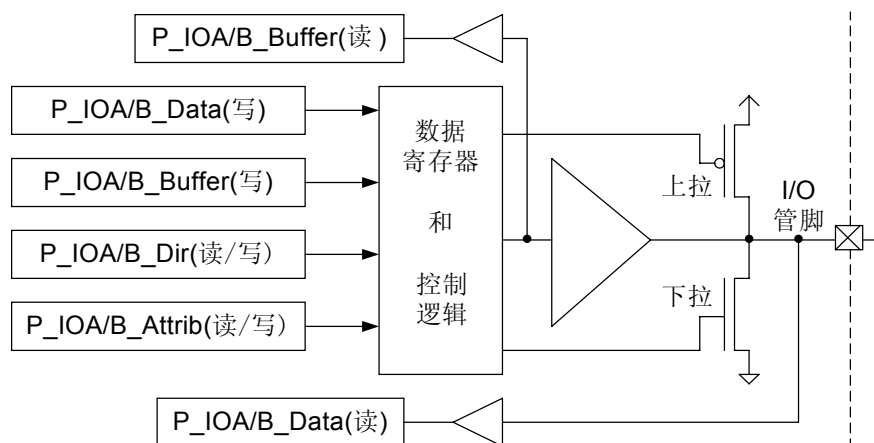 P_IOA/B_Buffer(读 )
P_IOA/B_Data(写)
P_IOA/B_Buffer(写)
P_IOA/B_Dir(读/写)
P_IOA/B_Attrib(读/写)
数据
寄存器
和
控制
逻辑
上拉
下拉
I/O
管脚
P_IOA/B_Data(读)